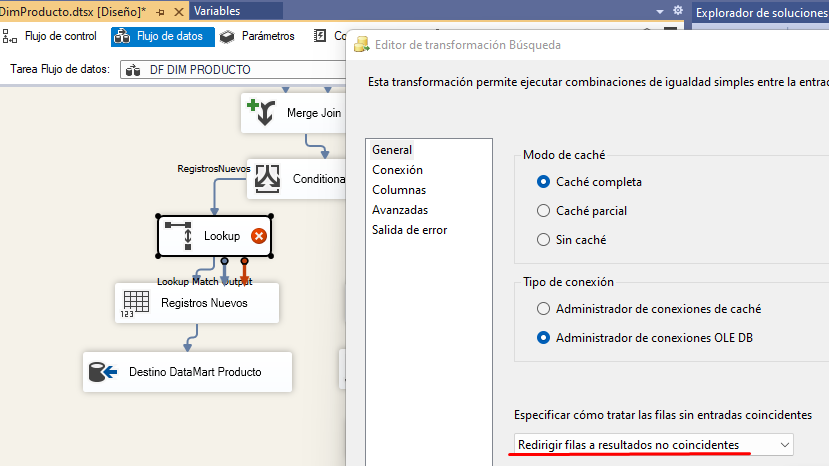 DimProducto.dtsx [Diseño]*
Variables
Explorador de soluciones
Flujo de control
Flujo de datos
Parámetros
Co
Tarea Flujo de datos:
DF DIM PRODUCTO
Merge Join
RegistrosNuevos
Conditiona
Lookup
Lookup Match Output
123
Registros Nuevos
Destino DataMart Producto
Editor de transformación Búsqueda
Esta transformación permite ejecutar combinaciones de igualdad simples entre la entrad
General
Conexión
Columnas
Avanzadas
Salida de error
Modo de caché
Caché completa
Caché parcial
Sin caché
Tipo de conexión
Administrador de conexiones de caché
Administrador de conexiones OLE DB
Especificar cómo tratar las filas sin entradas coincidentes
Redirigir filas a resultados no coincidentes